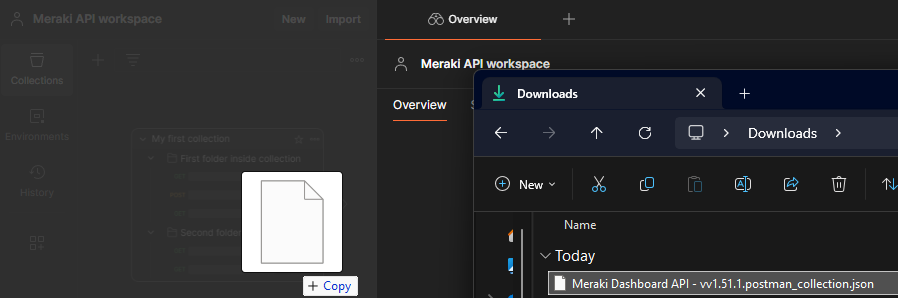 Meraki API workspace
New
Import
Collections
Environments
History
My first collection
First folder inside collection
Second folder
+ Copy
Overview
Meraki API workspace
Overview
Downloads
Downloads
New
Name
Today
Meraki Dashboard API - vv1.51.1.postman_collection.json